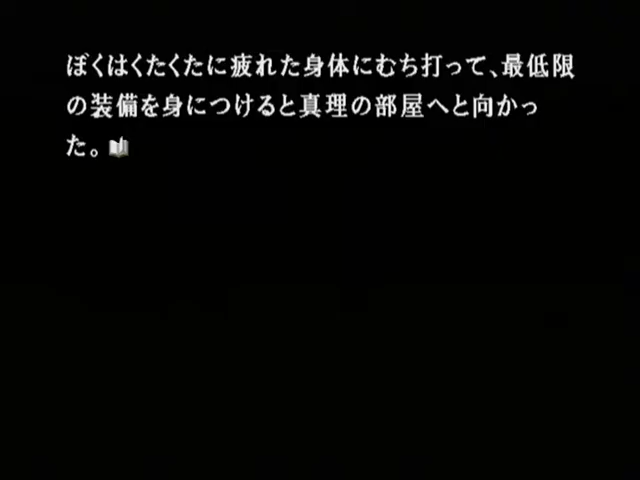 ぼくはくたくたに疲れた身体にむち打って、最低限
の装備を身につけると真理の部屋へと向かっ
た。